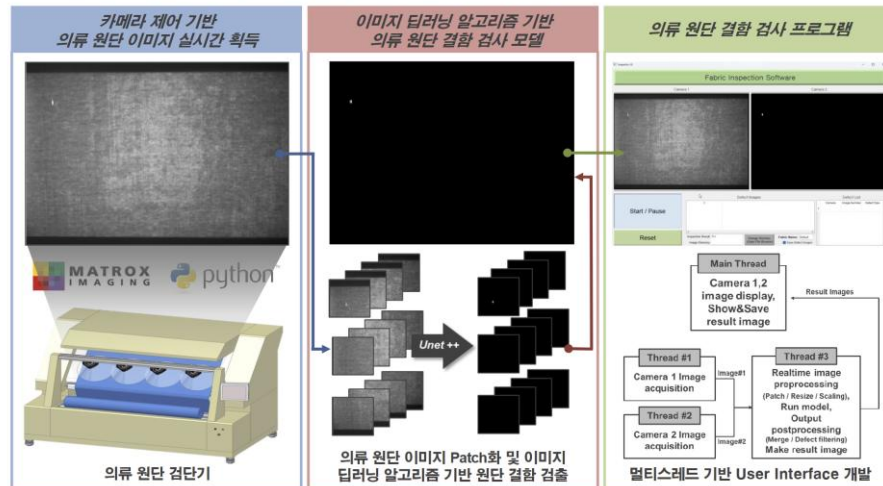 카메라 제어 기반
의류 원단 이미지 실시간 획득
MATROX
IMAGING
python
의류 원단 검단기
이미지 딥러닝 알고리즘 기반
의류 원단 결함 검사 모델
Unet ++
의류 원단 이미지 Patch화 및 이미지
딥러닝 알고리즘 기반 원단 결함 검출
의류 원단 결함 검사 프로그램
Fabric Inspection Software
Camera 1
Camera 2
Start / Pause
Reset
Main Thread
Camera 1,2
image display,
Show&Save
result image
Result Images
Thread #1
Camera 1 Image
acquisition
Image#1
Thread #2
Camera 2 Image
acquisition
Image#2
Thread #3
Realtime image
preprocessing
(Patch / Resize / Scaling),
Run model,
Output
postprocessing
(Merge / Defect filtering)
Make result image
멀티스레드 기반 User Interface 개발